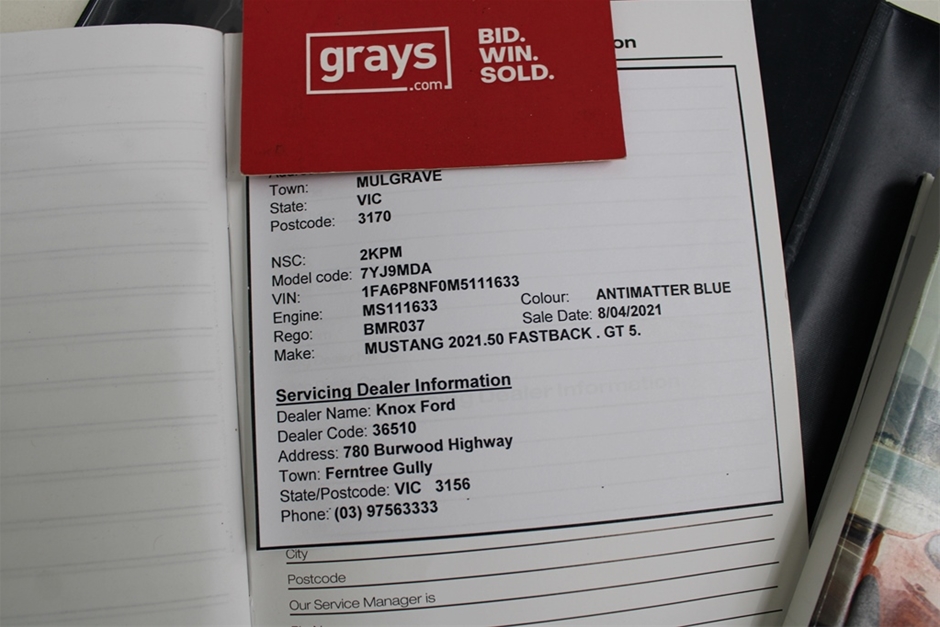 grays
.com
BID.
WIN.
SOLD.
on
Town: MULGRAVE
State: VIC
Postcode: 3170
NSC: 2KPM
Model code: 7YJ9MDA
VIN: 1FA6P8NF0M5111633
Engine: MS111633 Colour: ANTIMATTER BLUE
Rego: BMR037 Sale Date: 8/04/2021
Make: MUSTANG 2021.50 FASTBACK . GT 5.
Servicing Dealer Information
Dealer Name: Knox Ford
Dealer Code: 36510
Address: 780 Burwood Highway
Town: Ferntree Gully
State/Postcode: VIC 3156
Phone: (03) 97563333
City
Postcode
Our Service Manager is